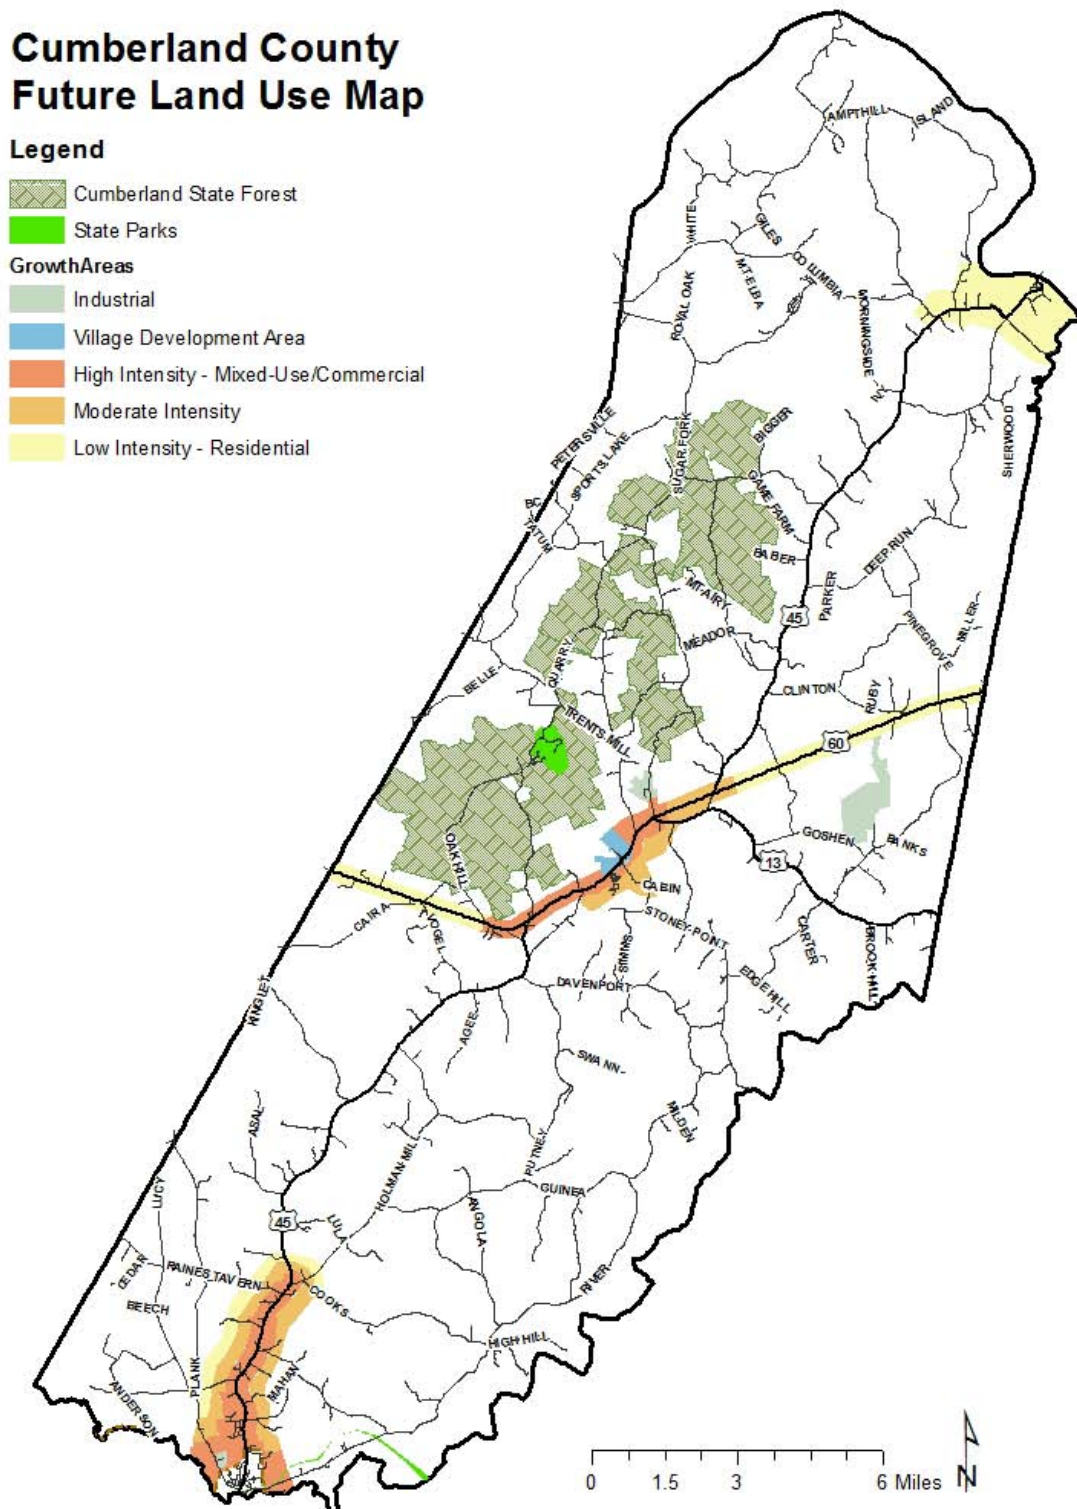 Cumberland County
Future Land Use Map
Legend
Cumberland State Forest
State Parks
GrowthAreas
Industrial
Village Development Area
High Intensity - Mixed-Use/Commercial
Moderate Intensity
Low Intensity - Residential
AMPTHILL
ISLAND
WHITE
GILES
COLUMBIA
MT ELBA
ROYAL OAK
MORNINGSIDE
IVY
SHERWOOD
PETERSVILLE
SPORTS LAKE
SUGAR FORK
BIGGER
GAME FARM
BC
TATUM
BABER
DEEP RUN
MT AIRY
PARKER
45
MEADOR
PINEGROVE
MILLER
QUARRY
BELLE
CLINTON
RUBY
TRENTS MILL
60
OAK HILL
GOSHEN
BANKS
13
CABIN
CAIRA
VOGEL
STONEY POINT
SIMMS
CARTER
BROOK HILL
EDGE HILL
DAVENPORT
RINGLET
AGEE
SWANN
ASAL
MILDEN
HOLMAN MILL
PUTNEY
LUCY
GUINEA
ANGOLA
45
LULA
CEDAR
RAINES TAVERN
COOKS
RIVER
BEECH
HIGH HILL
PLANK
MAHAN
ANDERSON
0 1.5 3 6 Miles
N